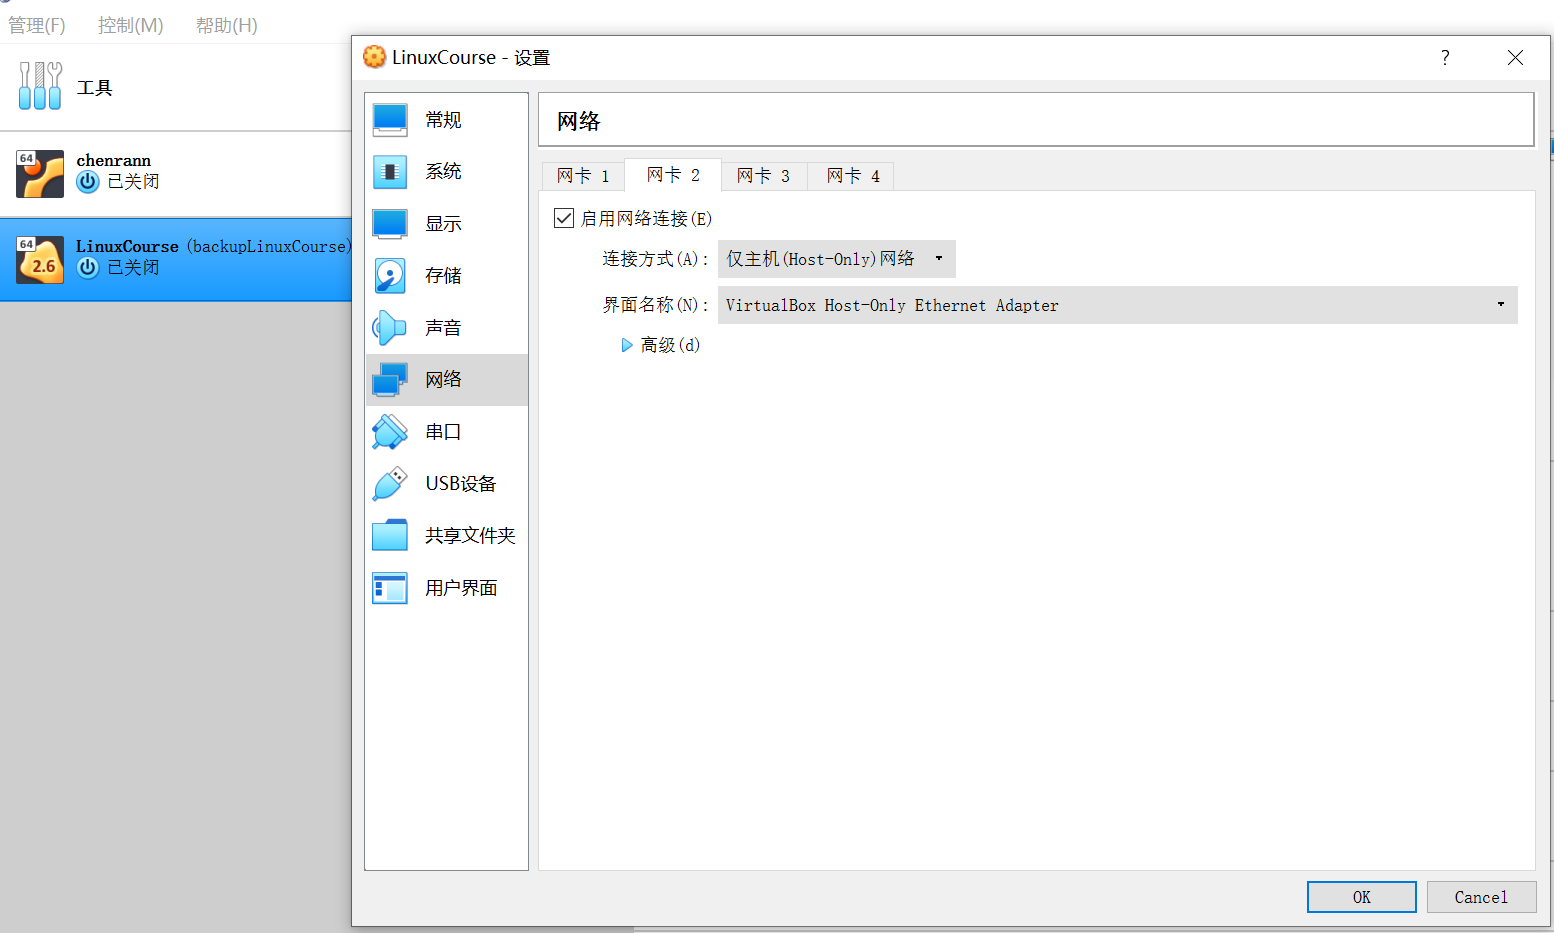 管理(F) 控制(M) 帮助(H)
工具
64
chenrann
已关闭
64
2.6
LinuxCourse (backupLinuxCourse)
已关闭
LinuxCourse - 设置
?
常规
系统
显示
存储
声音
网络
串口
USB设备
共享文件夹
用户界面
网络
网卡 1 网卡 2 网卡 3 网卡 4
启用网络连接(E)
连接方式(A): 仅主机(Host-Only)网络
界面名称(N): VirtualBox Host-Only Ethernet Adapter
高级(d)
OK Cancel